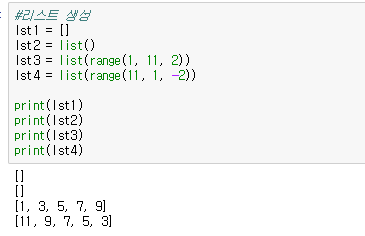 #리스트 생성
lst1 = []
lst2 = list()
lst3 = list(range(1, 11, 2))
lst4 = list(range(11, 1, -2))
print(lst1)
print(lst2)
print(lst3)
print(lst4)
[]
[]
[1, 3, 5, 7, 9]
[11, 9, 7, 5, 3]